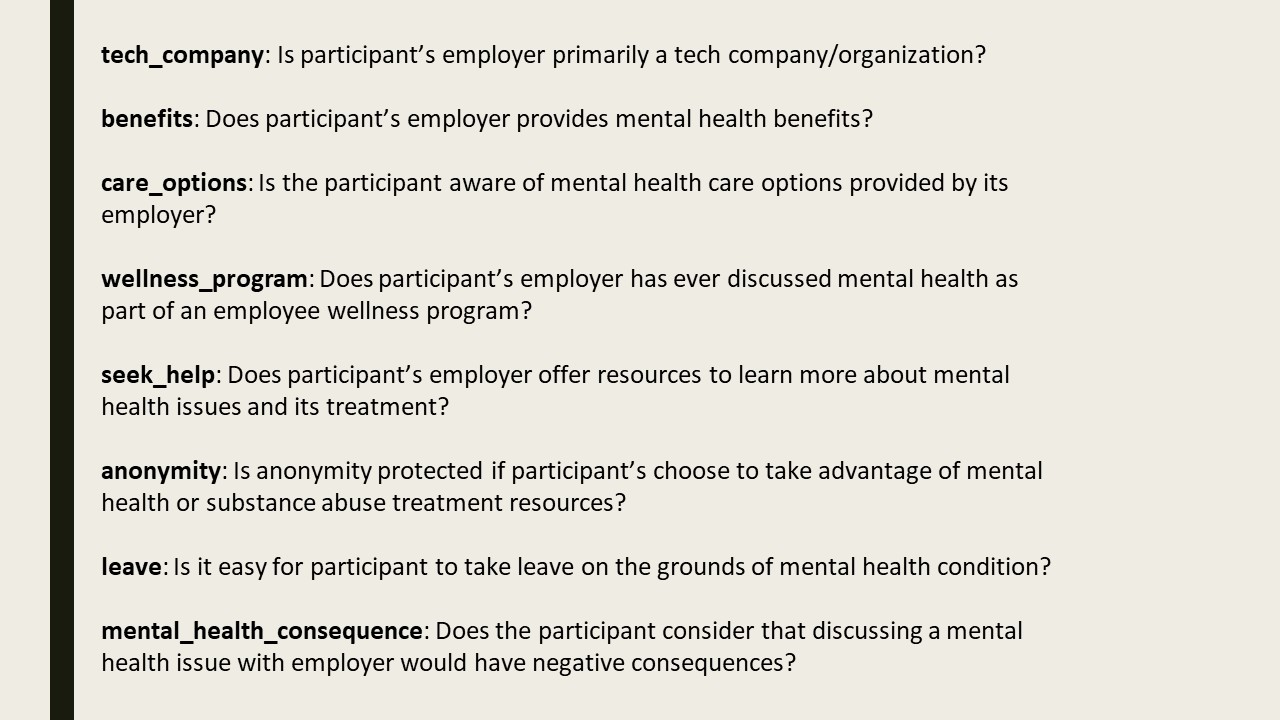 tech_company: Is participant’s employer primarily a tech company/organization?
benefits: Does participant’s employer provides mental health benefits?
care_options: Is the participant aware of mental health care options provided by its
employer?
wellness_program: Does participant’s employer has ever discussed mental health as
part of an employee wellness program?
seek_help: Does participant’s employer offer resources to learn more about mental
health issues and its treatment?
anonymity: Is anonymity protected if participant’s choose to take advantage of mental
health or substance abuse treatment resources?
leave: Is it easy for participant to take leave on the grounds of mental health condition?
mental_health_consequence: Does the participant consider that discussing a mental
health issue with employer would have negative consequences?